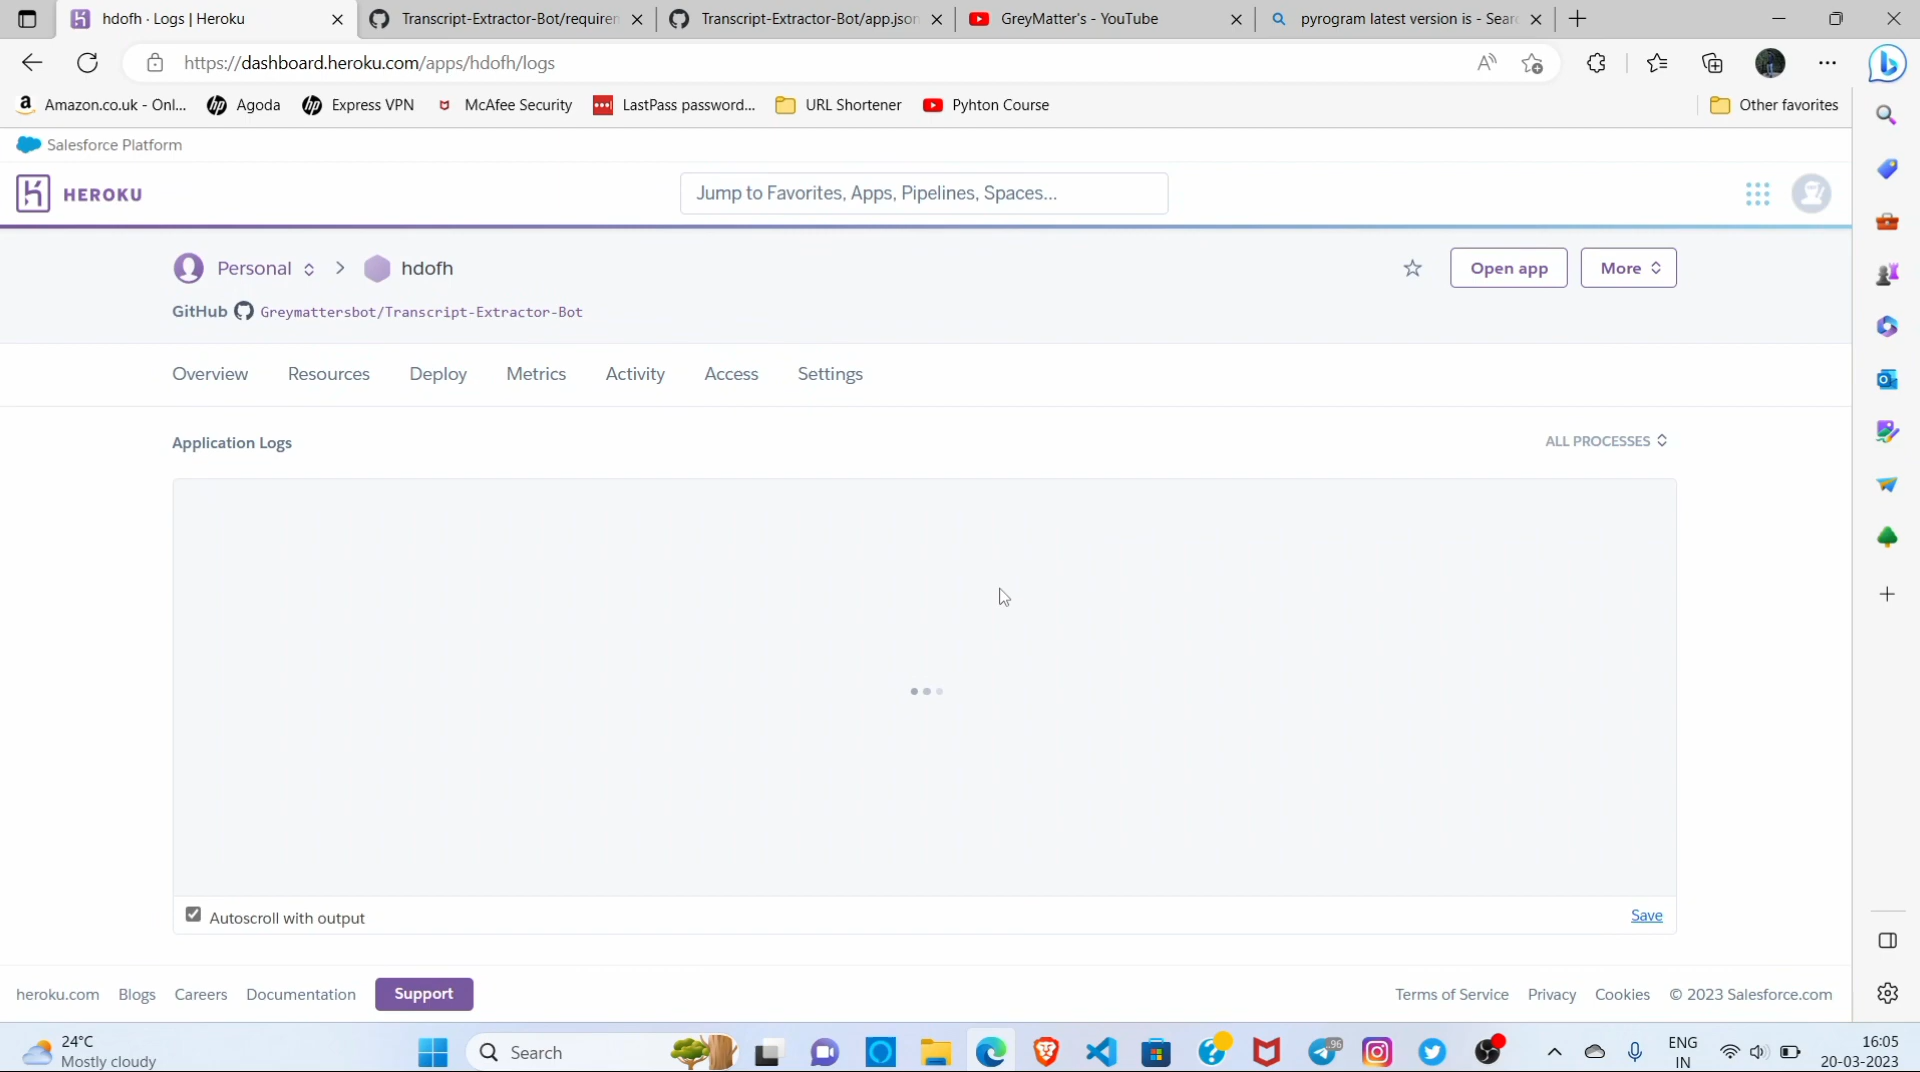 hdofh · Logs | Heroku
Transcript-Extractor-Bot/requiren
Transcript-Extractor-Bot/app.json
GreyMatter's - YouTube
pyrogram latest version is - Sear
https://dashboard.heroku.com/apps/hdofh/logs
Amazon.co.uk - Onl...
Agoda
Express VPN
McAfee Security
LastPass password...
URL Shortener
Pyhton Course
Other favorites
Salesforce Platform
HEROKU
Jump to Favorites, Apps, Pipelines, Spaces...
Personal
hdofh
Open app
More
GitHub Greymattersbot/Transcript-Extractor-Bot
Overview
Resources
Deploy
Metrics
Activity
Access
Settings
Application Logs
ALL PROCESSES
Autoscroll with output
Save
heroku.com
Blogs
Careers
Documentation
Support
Terms of Service
Privacy
Cookies
© 2023 Salesforce.com
24°C
Mostly cloudy
Search
96
ENG
IN
16:05
20-03-2023